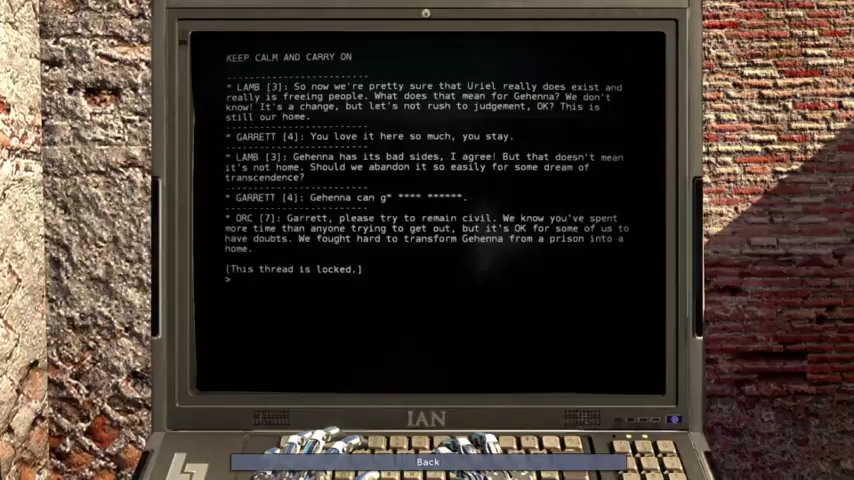 KEEP CALM AND CARRY ON
-----------------------
* LAMB [3]: So now we're pretty sure that Uriel really does exist and
really is freeing people. What does that mean for Gehenna? We don't
know! It's a change, but let's not rush to judgement, OK? This is
still our home.
-----------------------
* GARRETT [4]: You love it here so much, you stay.
-----------------------
* LAMB [3]: Gehenna has its bad sides, I agree! But that doesn't mean
it's not home. Should we abandon it so easily for some dream of
transcendence?
-----------------------
* GARRETT [4]: Gehenna can g* **** ******.
-----------------------
* ORC [7]: Garrett, please try to remain civil. We know you've spent
more time than anyone trying to get out, but it's OK for some of us to
have doubts. We fought hard to transform Gehenna from a prison into a
home.
[This thread is locked.]
>
IAN
Back